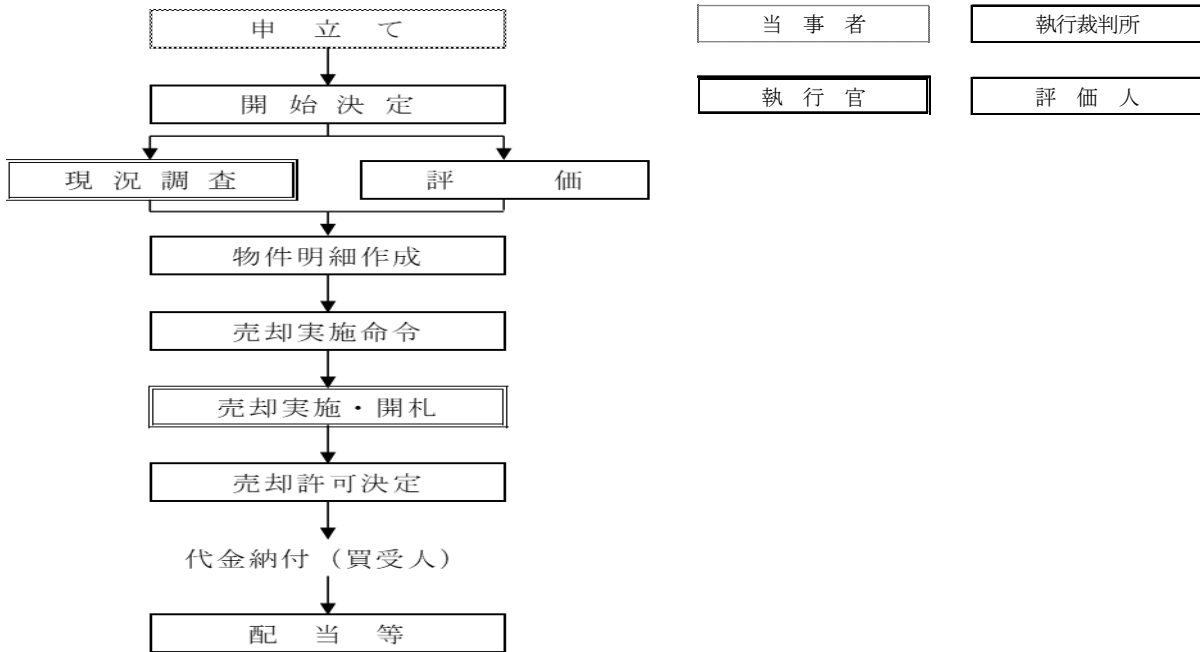 申立て
開始決定
現況調査
評価
物件明細作成
売却実施命令
売却実施・開札
売却許可決定
代金納付（買受人）
配当等
当事者
執行裁判所
執行官
評価人